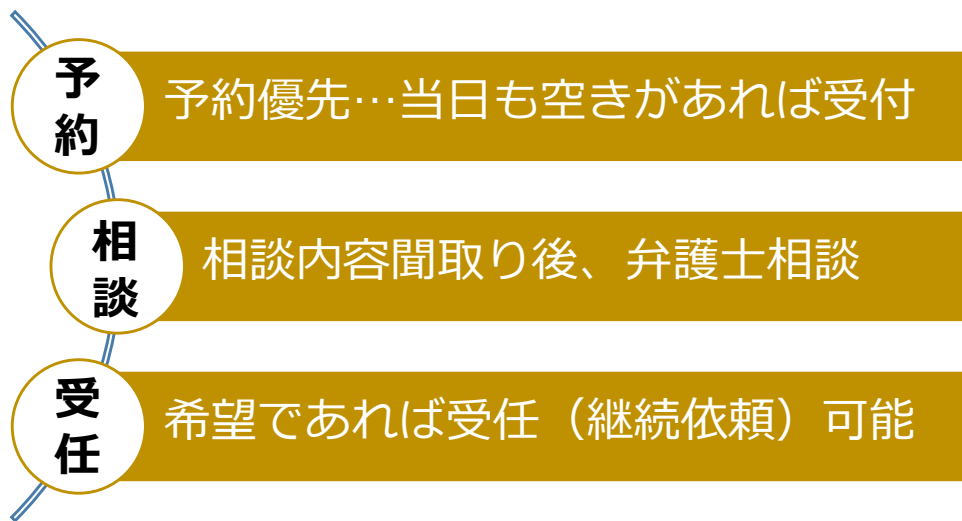 予約
予約優先…当日も空きがあれば受付
相談
相談内容聞取り後、弁護士相談
受任
希望であれば受任（継続依頼）可能